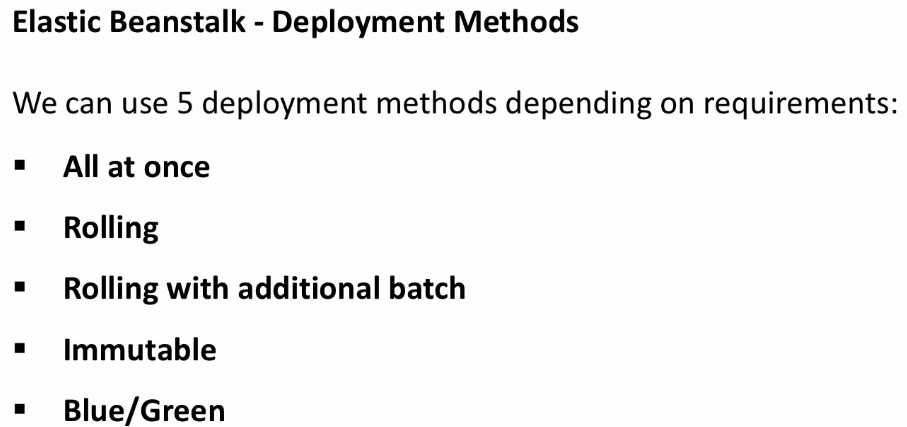 Elastic Beanstalk - Deployment Methods
We can use 5 deployment methods depending on requirements:
▪ All at once
▪ Rolling
▪ Rolling with additional batch
▪ Immutable
▪ Blue/Green